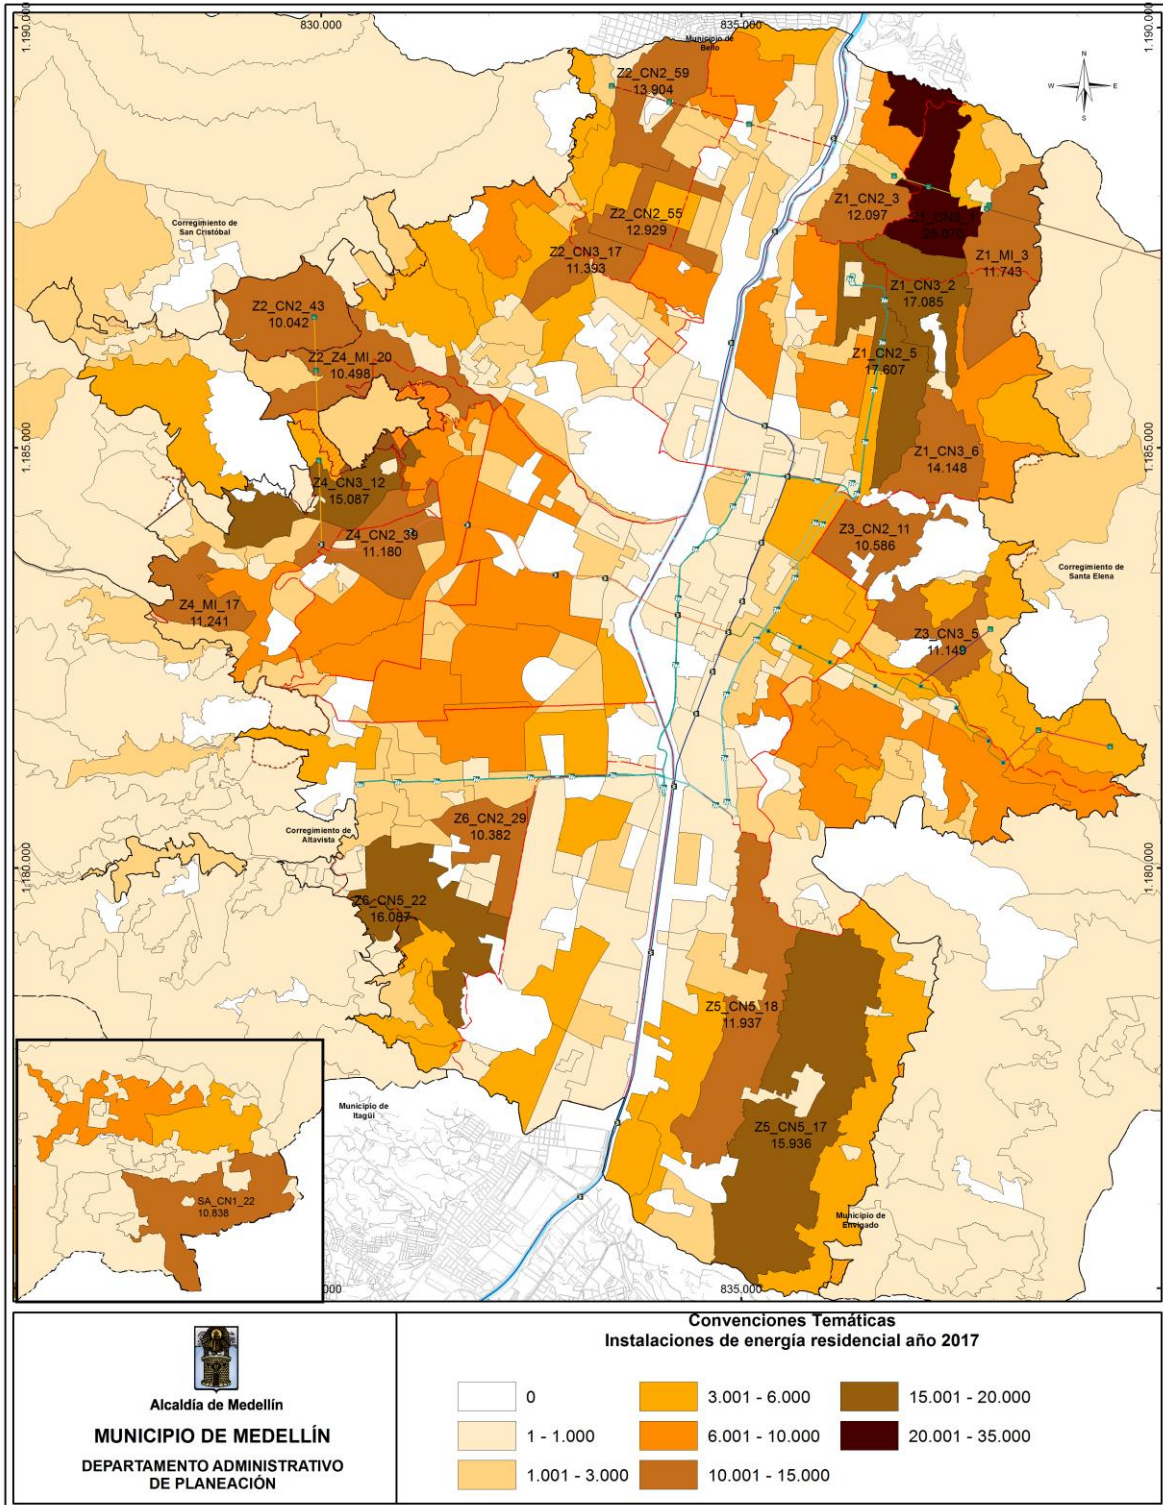 830.000
835.000
1.190.000
1.190.000
Municipio de
Bello
N
W
E
S
Z2_CN2_59
13.904
Z1_CN2_3
12.097
Z2_CN2_55
12.929
Corregimiento de
San Cristóbal
Z2_CN3_17
11.393
Z1_MI_3
11.743
Z1_CN3_2
17.085
Z2_CN2_43
10.042
Z2_Z4_MI_20
10.498
Z1_CN2_5
17.607
1.185.000
1.185.000
Z1_CN3_6
14.148
Z4_CN3_12
15.087
Z4_CN2_39
11.180
Z3_CN2_11
10.586
Corregimiento de
Santa Elena
Z4_MI_17
11.241
Z3_CN3_5
11.149
Z6_CN2_29
10.382
Corregimiento de
Altavista
1.180.000
1.180.000
Z6_CN5_22
16.087
Z5_CN5_18
11.937
Municipio de
Itagüí
Z5_CN5_17
15.936
SA_CN1_22
10.838
Municipio de
Envigado
835.000
Alcaldía de Medellín
MUNICIPIO DE MEDELLÍN
DEPARTAMENTO ADMINISTRATIVO
DE PLANEACIÓN
Convenciones Temáticas
Instalaciones de energía residencial año 2017
0
1 - 1.000
1.001 - 3.000
3.001 - 6.000
6.001 - 10.000
10.001 - 15.000
15.001 - 20.000
20.001 - 35.000